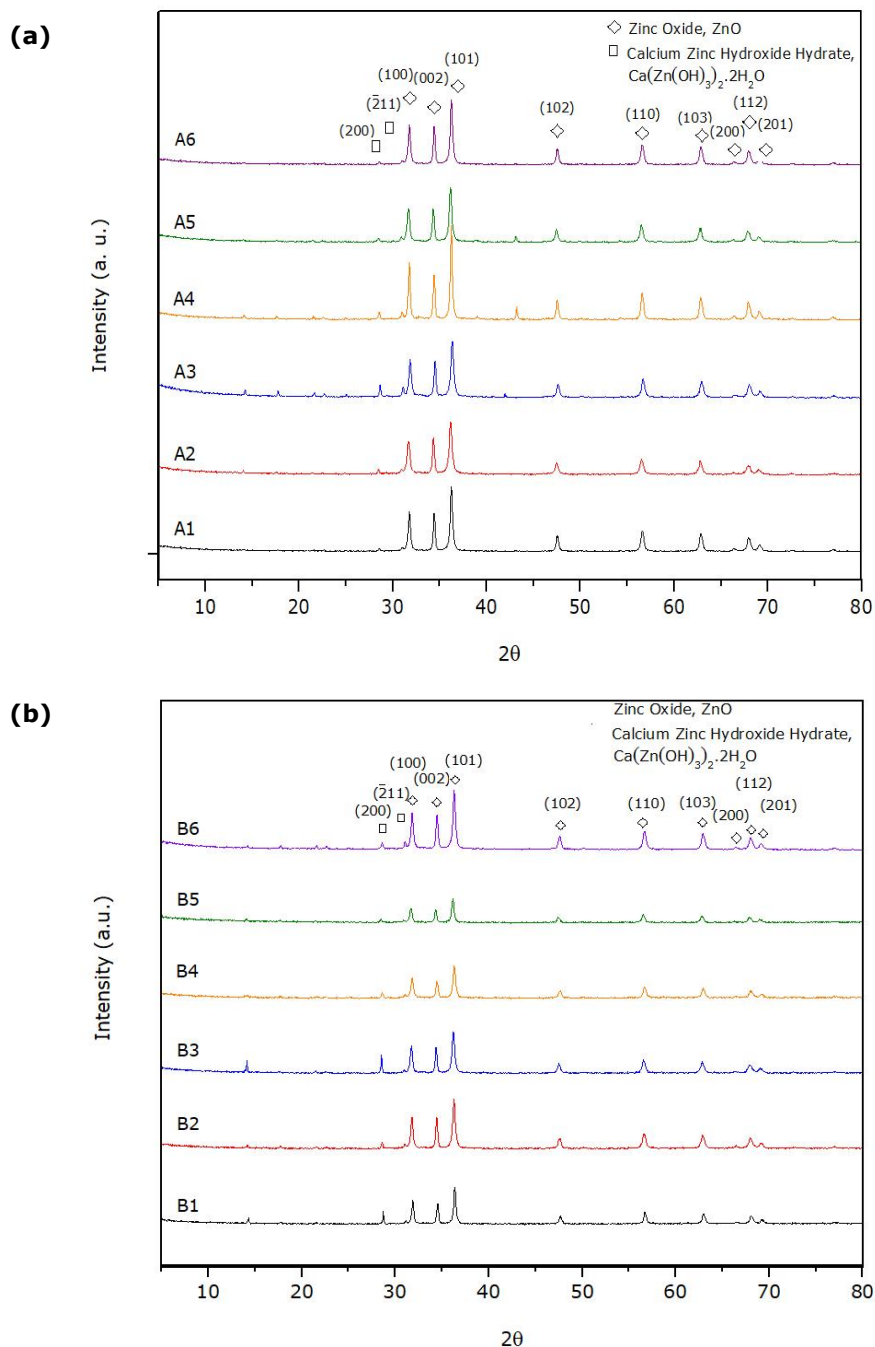 (a)
◇ Zinc Oxide, ZnO
□ Calcium Zinc Hydroxide Hydrate,
Ca(Zn(OH)₃)₂.2H₂O
(101)
(100) (002)
(2̄11)
(200)
(102)
(110)
(103)
(112)
(200)
(201)
A6
A5
A4
A3
A2
A1
Intensity (a. u.)
10 20 30 40 50 60 70 80
2θ
(b)
Zinc Oxide, ZnO
Calcium Zinc Hydroxide Hydrate,
Ca(Zn(OH)₃)₂.2H₂O
(100) (101)
(002)
(2̄11)
(200)
(102)
(110)
(103)
(112)
(200)
(201)
B6
B5
B4
B3
B2
B1
Intensity (a.u.)
10 20 30 40 50 60 70 80
2θ